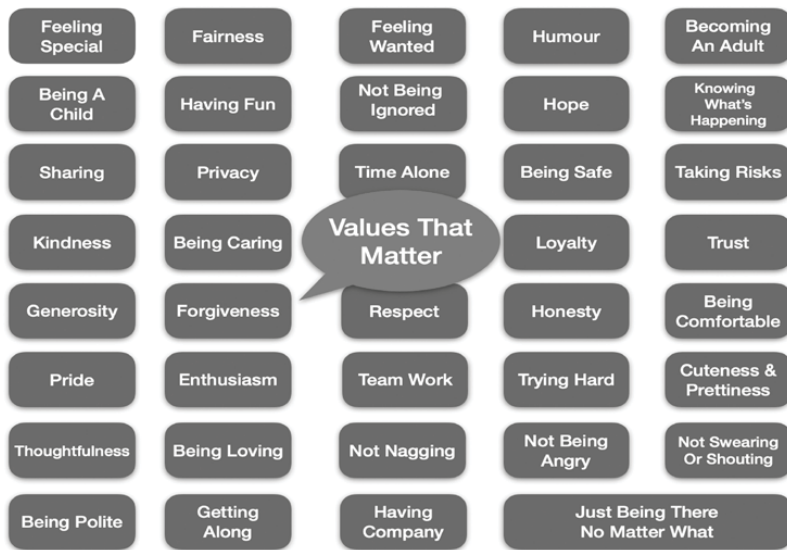 Feeling
Special
Fairness
Feeling
Wanted
Humour
Becoming
An Adult
Being A
Child
Having Fun
Not Being
Ignored
Hope
Knowing
What's
Happening
Sharing
Privacy
Time Alone
Being Safe
Taking Risks
Values That
Matter
Kindness
Being Caring
Loyalty
Trust
Generosity
Forgiveness
Respect
Honesty
Being
Comfortable
Pride
Enthusiasm
Team Work
Trying Hard
Cuteness &
Prettiness
Thoughtfulness
Being Loving
Not Nagging
Not Being
Angry
Not Swearing
Or Shouting
Being Polite
Getting
Along
Having
Company
Just Being There
No Matter What